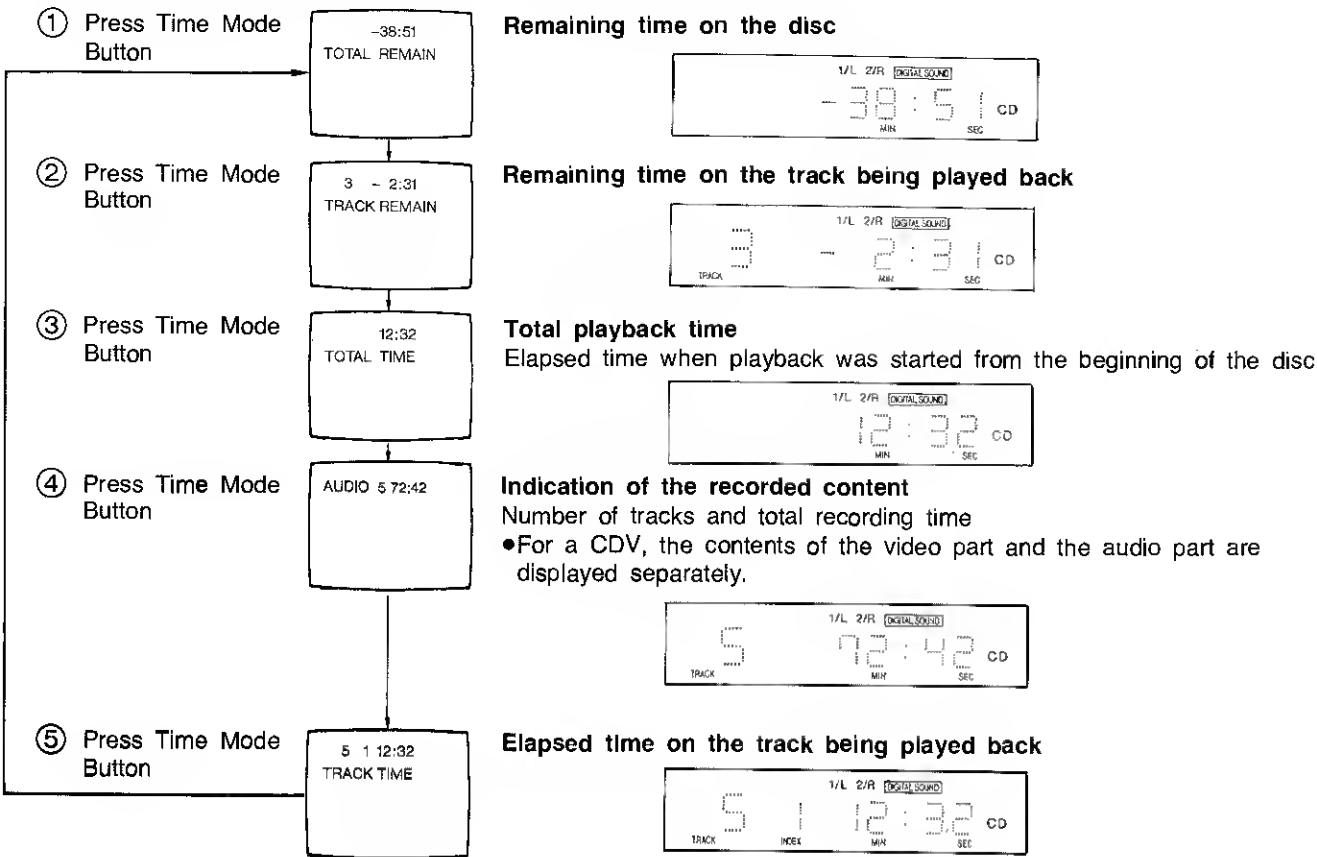 ① Press Time Mode
Button
-38:51
TOTAL REMAIN
Remaining time on the disc
1/L 2/R DIGITAL SOUND
- 38 : 51 CD
MIN SEC
② Press Time Mode
Button
3 - 2:31
TRACK REMAIN
Remaining time on the track being played back
1/L 2/R DIGITAL SOUND
3 - 2 : 31 CD
TRACK MIN SEC
③ Press Time Mode
Button
12:32
TOTAL TIME
Total playback time
Elapsed time when playback was started from the beginning of the disc
1/L 2/R DIGITAL SOUND
12 : 32 CD
MIN SEC
④ Press Time Mode
Button
AUDIO 5 72:42
Indication of the recorded content
Number of tracks and total recording time
●For a CDV, the contents of the video part and the audio part are
displayed separately.
1/L 2/R DIGITAL SOUND
5 72 : 42 CD
TRACK MIN SEC
⑤ Press Time Mode
Button
5 1 12:32
TRACK TIME
Elapsed time on the track being played back
1/L 2/R DIGITAL SOUND
5 1 12 : 32 CD
TRACK INDEX MIN SEC